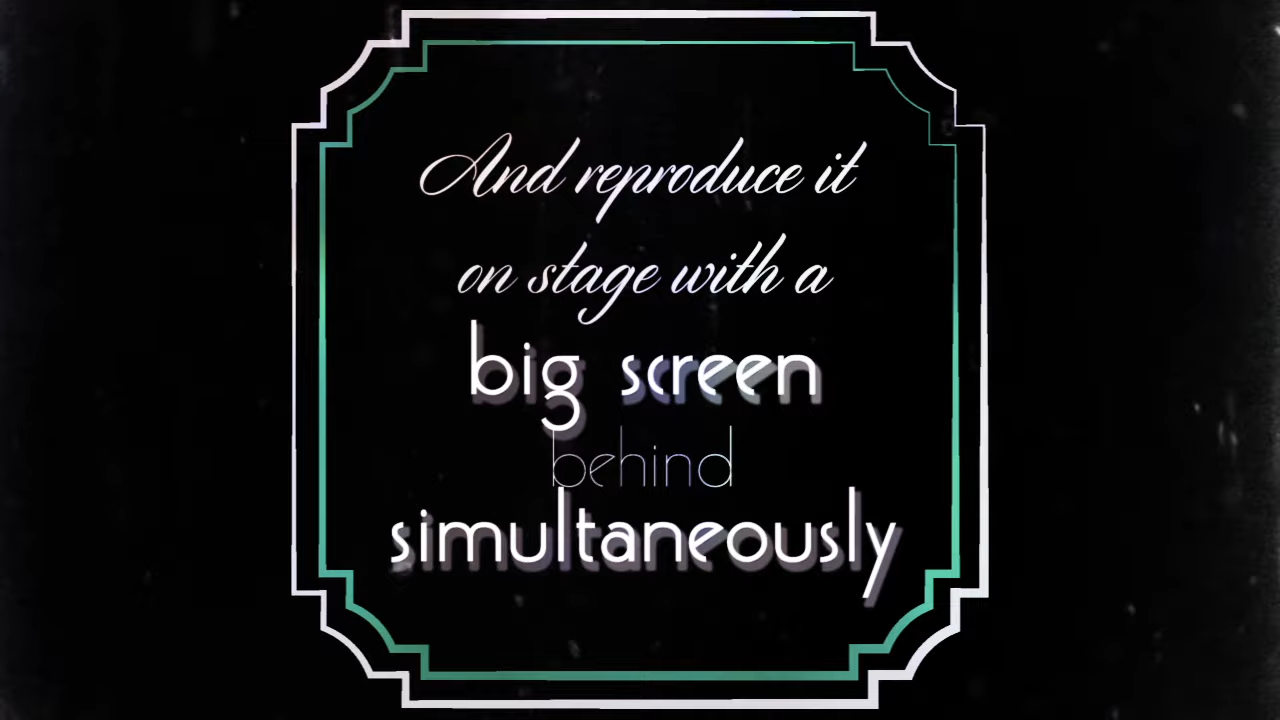 And reproduce it
on stage with a
big screen
behind
simultaneously